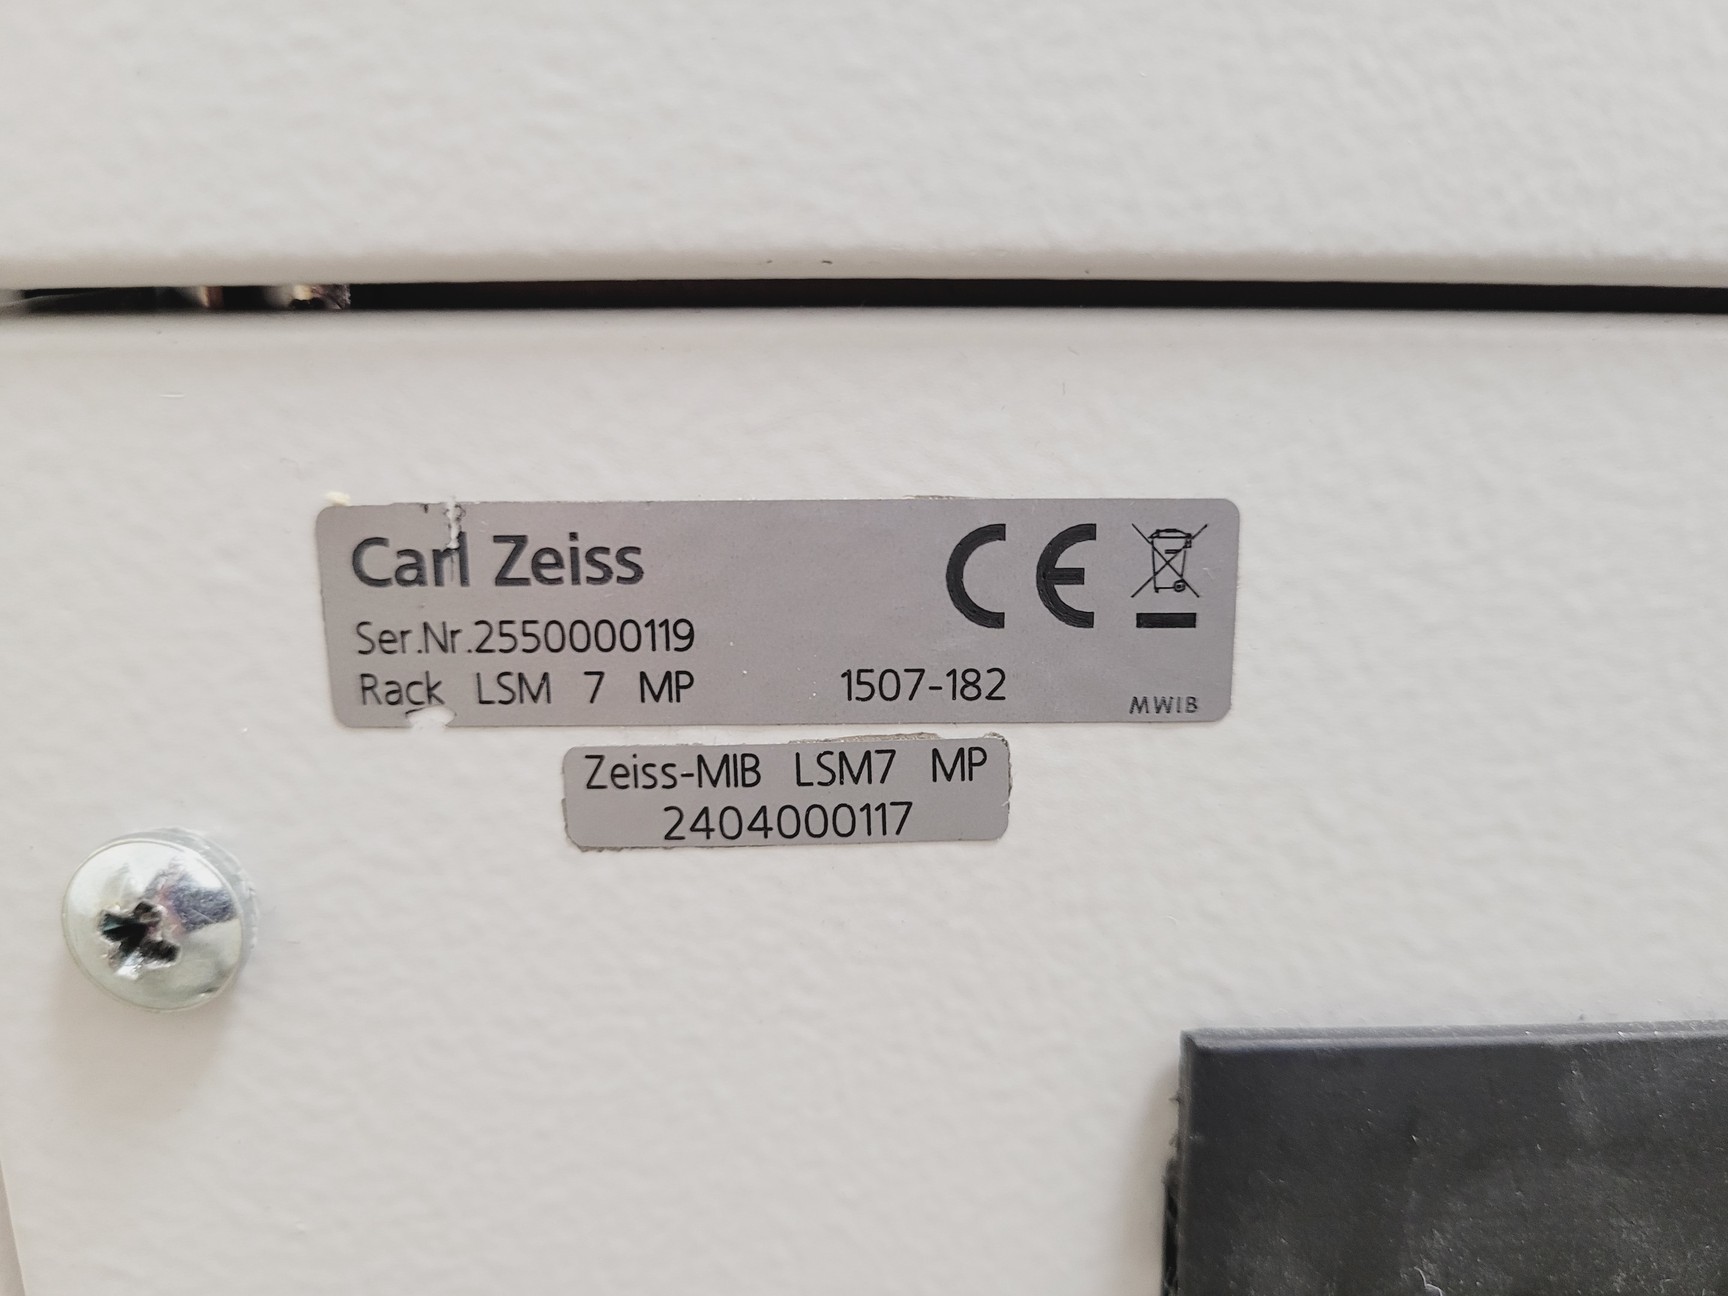 Carl Zeiss
CE
Ser.Nr.2550000119
Rack LSM 7 MP 1507-182
MWIB
Zeiss-MIB LSM7 MP
2404000117